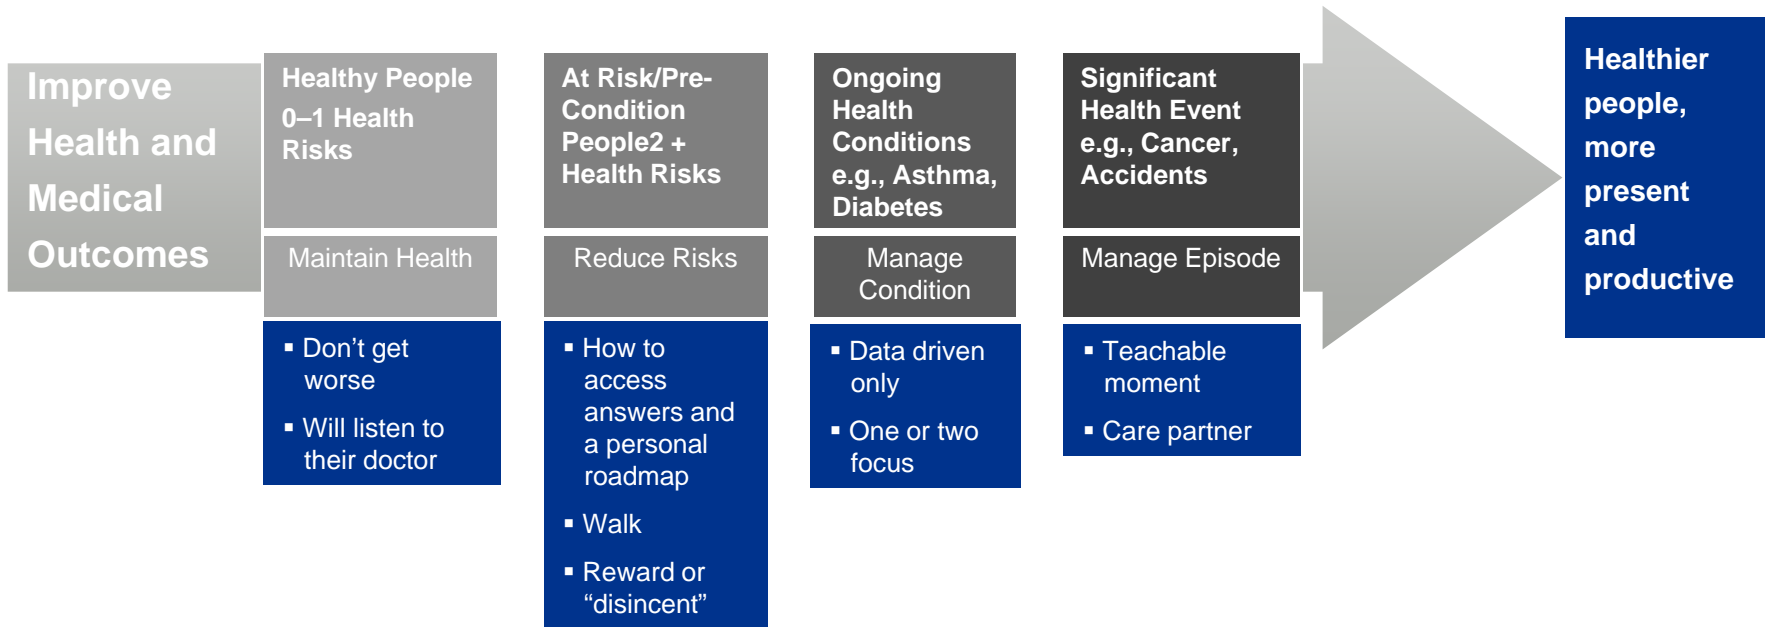 Improve
Health and
Medical
Outcomes
Healthy People
0–1 Health
Risks
Maintain Health
▪ Don’t get
worse
▪ Will listen to
their doctor
At Risk/Pre-
Condition
People2 +
Health Risks
Reduce Risks
▪ How to
access
answers and
a personal
roadmap
▪ Walk
▪ Reward or
“disincent”
Ongoing
Health
Conditions
e.g., Asthma,
Diabetes
Manage
Condition
▪ Data driven
only
▪ One or two
focus
Significant
Health Event
e.g., Cancer,
Accidents
Manage Episode
▪ Teachable
moment
▪ Care partner
Healthier
people,
more
present
and
productive